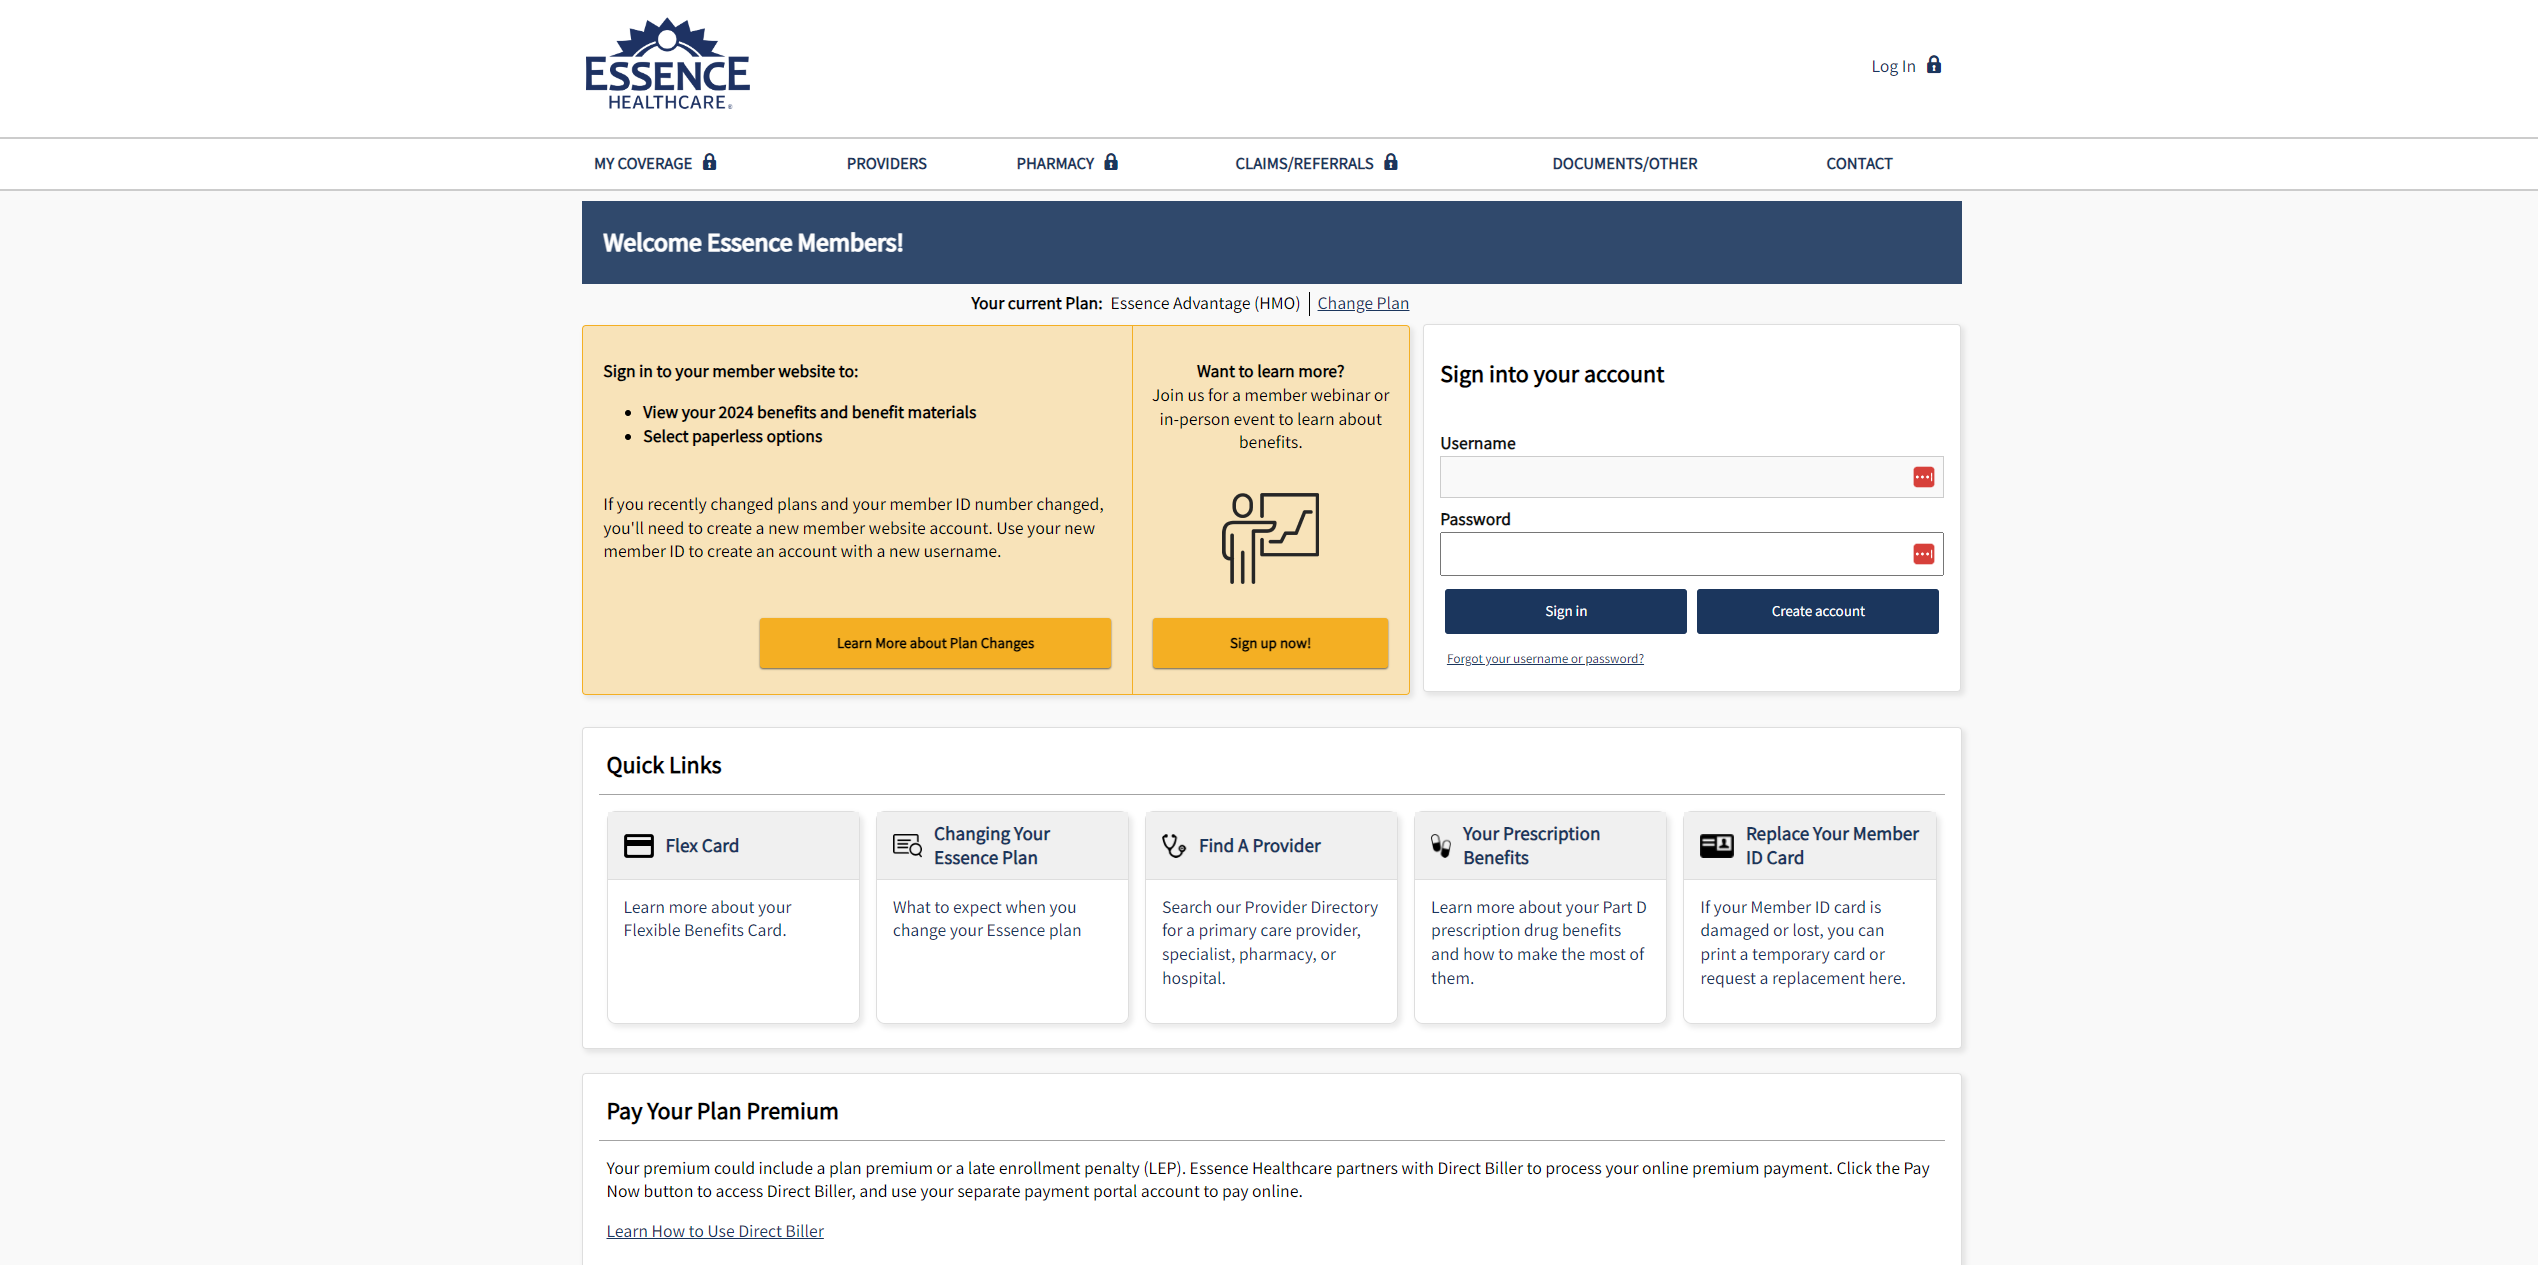 ESSENCE
HEALTHCARE®
Log In
MY COVERAGE
PROVIDERS
PHARMACY
CLAIMS/REFERRALS
DOCUMENTS/OTHER
CONTACT
Welcome Essence Members!
Your current Plan: Essence Advantage (HMO) Change Plan
Sign in to your member website to:
• View your 2024 benefits and benefit materials
• Select paperless options
If you recently changed plans and your member ID number changed,
you'll need to create a new member website account. Use your new
member ID to create an account with a new username.
Learn More about Plan Changes
Want to learn more?
Join us for a member webinar or
in-person event to learn about
benefits.
Sign up now!
Sign into your account
Username
Password
Sign in
Create account
Forgot your username or password?
Quick Links
Flex Card
Learn more about your
Flexible Benefits Card.
Changing Your
Essence Plan
What to expect when you
change your Essence plan
Find A Provider
Search our Provider Directory
for a primary care provider,
specialist, pharmacy, or
hospital.
Your Prescription
Benefits
Learn more about your Part D
prescription drug benefits
and how to make the most of
them.
Replace Your Member
ID Card
If your Member ID card is
damaged or lost, you can
print a temporary card or
request a replacement here.
Pay Your Plan Premium
Your premium could include a plan premium or a late enrollment penalty (LEP). Essence Healthcare partners with Direct Biller to process your online premium payment. Click the Pay
Now button to access Direct Biller, and use your separate payment portal account to pay online.
Learn How to Use Direct Biller